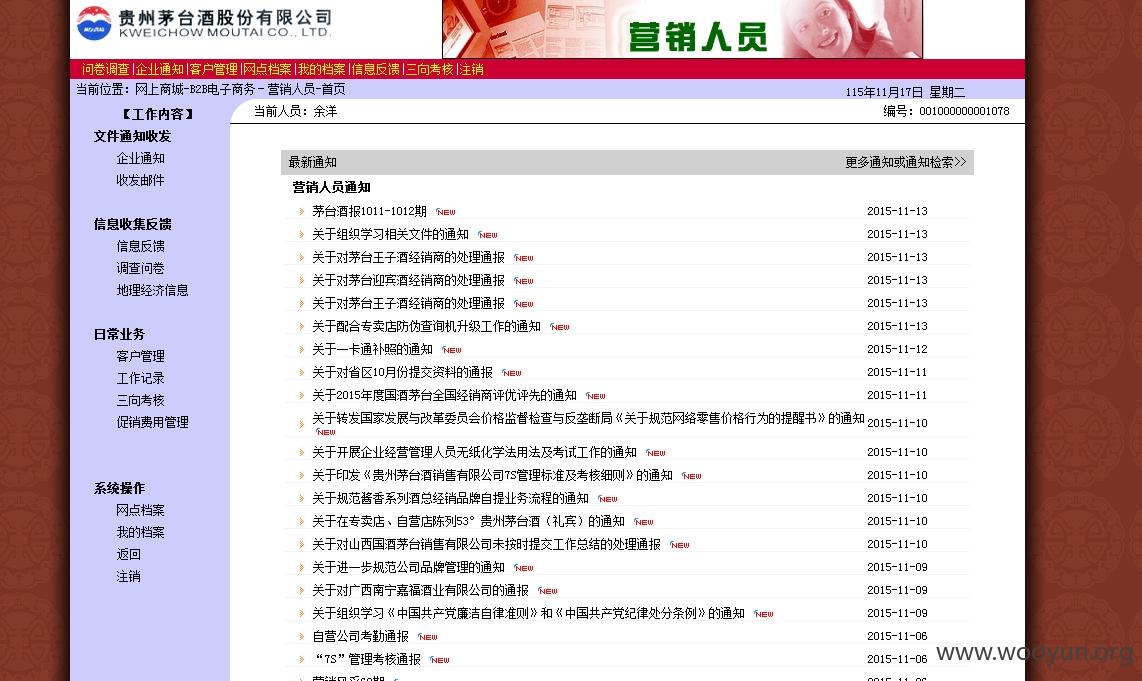 贵州茅台酒股份有限公司
KWEICHOW MOUTAI CO., LTD.
MOUTAI
营销人员
问卷调查|企业通知|客户管理|网点档案|我的档案|信息反馈|三向考核|注销
当前位置：网上商城-B2B电子商务－营销人员-首页
115年11月17日 星期二
【工作内容】
文件通知收发
企业通知
收发邮件
信息收集反馈
信息反馈
调查问卷
地理经济信息
日常业务
客户管理
工作记录
三向考核
促销费用管理
系统操作
网点档案
我的档案
返回
注销
当前人员：余洋
编号：001000000001078
最新通知
更多通知或通知检索>>
营销人员通知
茅台酒报1011-1012期 NEW 2015-11-13
关于组织学习相关文件的通知 NEW 2015-11-13
关于对茅台王子酒经销商的处理通报 NEW 2015-11-13
关于对茅台迎宾酒经销商的处理通报 NEW 2015-11-13
关于对茅台王子酒经销商的处理通报 NEW 2015-11-13
关于配合专卖店防伪查询机升级工作的通知 NEW 2015-11-13
关于一卡通补照的通知 NEW 2015-11-12
关于对省区10月份提交资料的通报 NEW 2015-11-11
关于2015年度国酒茅台全国经销商评优评先的通知 NEW 2015-11-11
关于转发国家发展与改革委员会价格监督检查与反垄断局《关于规范网络零售价格行为的提醒书》的通知 2015-11-10
NEW
关于开展企业经营管理人员无纸化学法用法及考试工作的通知 NEW 2015-11-10
关于印发《贵州茅台酒销售有限公司7S管理标准及考核细则》的通知 NEW 2015-11-10
关于规范酱香系列酒总经销品牌自提业务流程的通知 NEW 2015-11-10
关于在专卖店、自营店陈列53°贵州茅台酒（礼宾）的通知 NEW 2015-11-10
关于对山西国酒茅台销售有限公司未按时提交工作总结的处理通报 NEW 2015-11-10
关于进一步规范公司品牌管理的通知 NEW 2015-11-09
关于对广西南宁嘉福酒业有限公司的通报 NEW 2015-11-09
关于组织学习《中国共产党廉洁自律准则》和《中国共产党纪律处分条例》的通知 NEW 2015-11-09
自营公司考勤通报 NEW 2015-11-06
“7S”管理考核通报 NEW 2015-11-06
www.wooyun.org